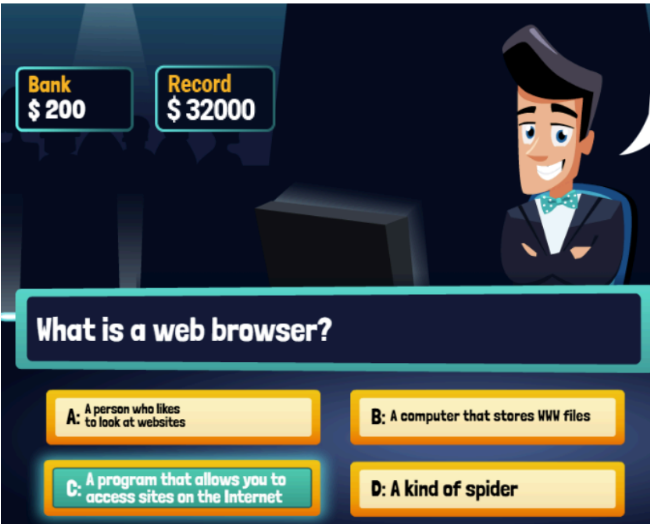 Bank
$ 200
Record
$ 32000
What is a web browser?
A: A person who likes
to look at websites
B: A computer that stores WWW files
C: A program that allows you to
access sites on the Internet
D: A kind of spider